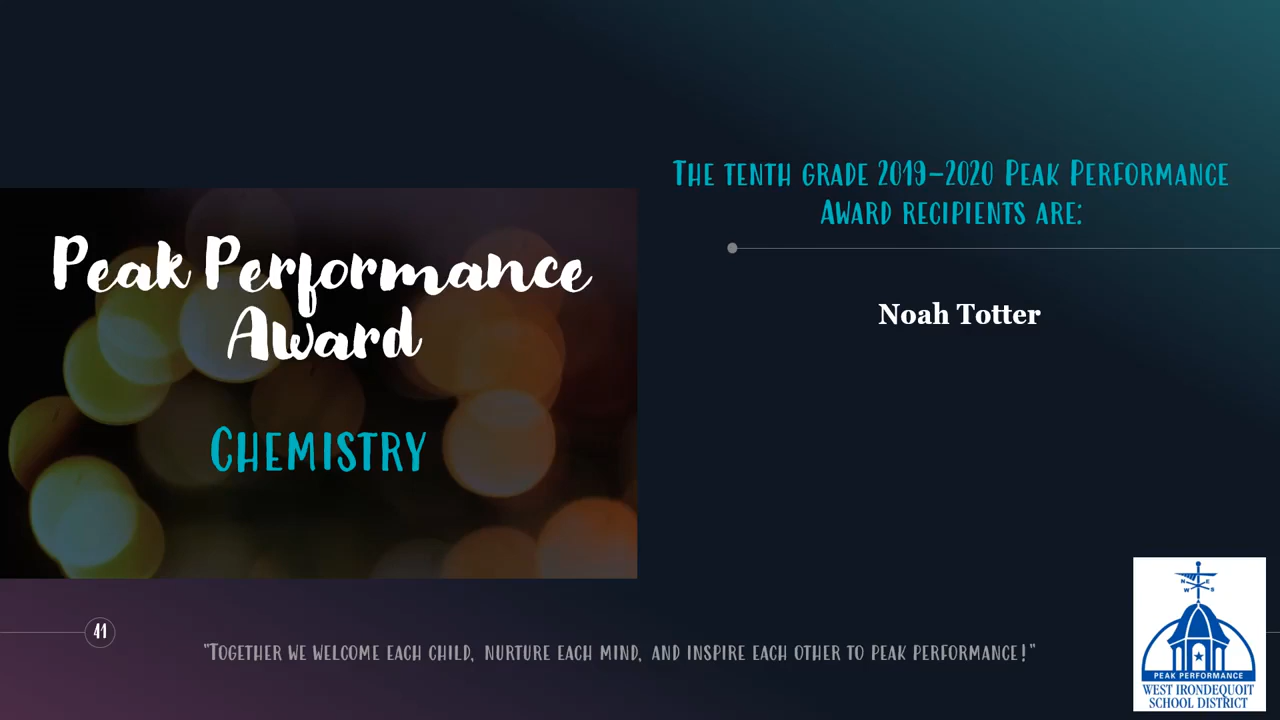 The tenth grade 2019-2020 Peak Performance
Award recipients are:
Peak Performance
Award
Noah Totter
Chemistry
41
"Together we welcome each child, nurture each mind, and inspire each other to peak performance!"
N E
W S
PEAK PERFORMANCE
WEST IRONDEQUOIT
SCHOOL DISTRICT